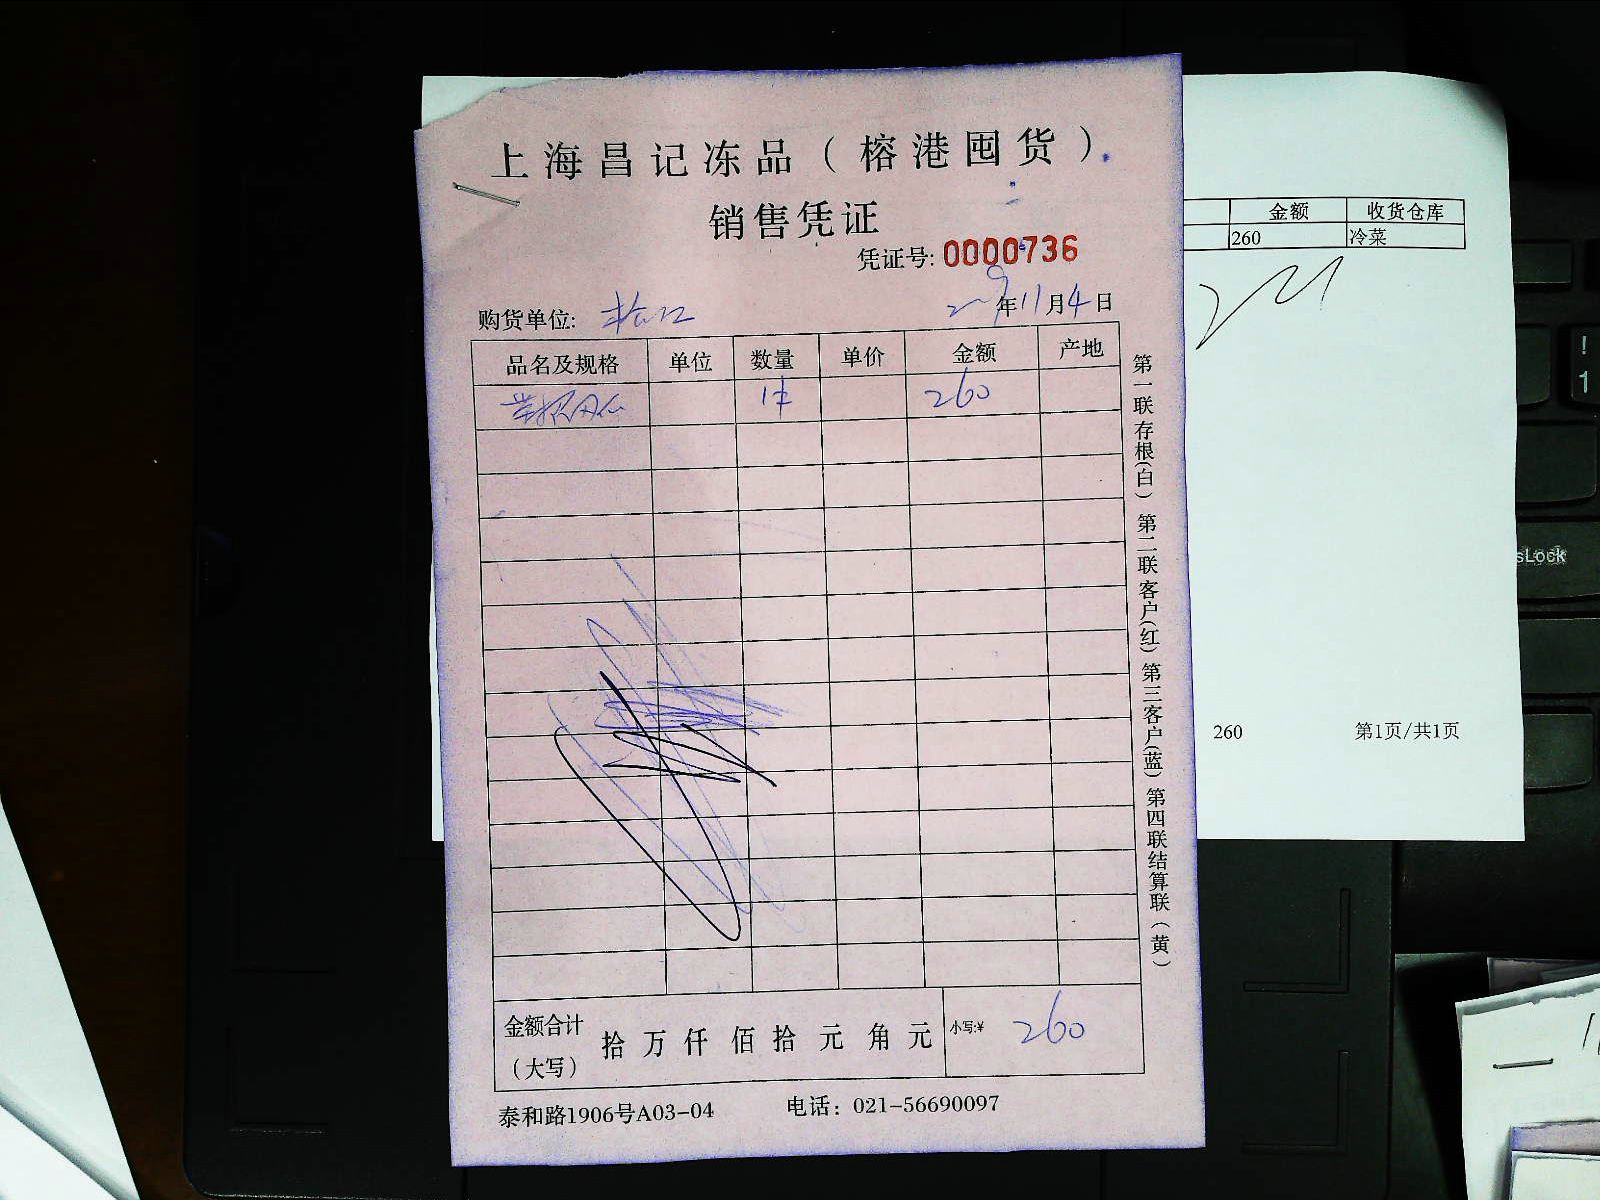 上海昌记冻品（榕港囤货）
销售凭证
凭证号: 0000736
购货单位: 年11月4日
品名及规格 单位 数量 单价 金额 产地
1件 260
金额合计（大写） 拾万仟佰拾元角元 小写:¥ 260
泰和路1906号A03-04 电话：021-56690097
第一联存根(白) 第二联客户(红) 第三客户(蓝) 第四联结算联(黄)
金额 收货仓库
260 冷菜
260 第1页/共1页
sLock
!
1